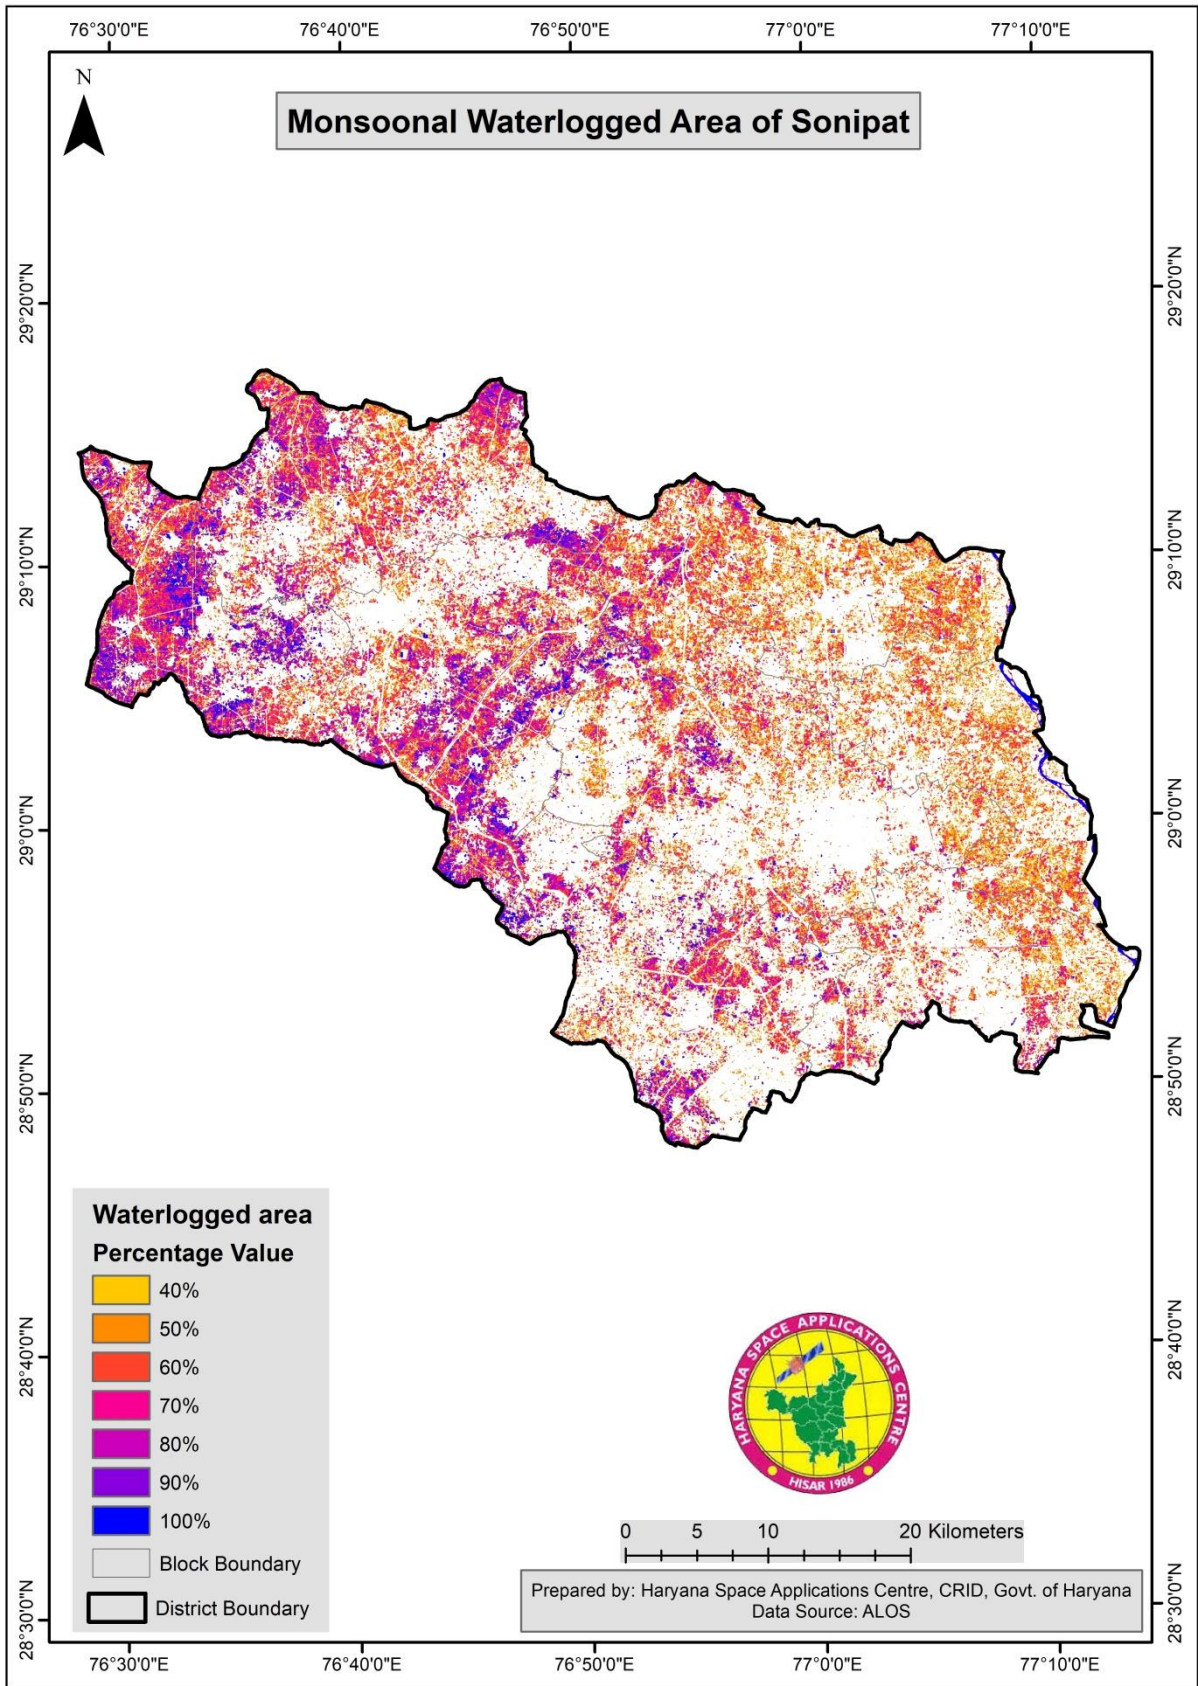 76°30'0"E 76°40'0"E 76°50'0"E 77°0'0"E 77°10'0"E
N
Monsoonal Waterlogged Area of Sonipat
29°20'0"N 29°20'0"N
29°10'0"N 29°10'0"N
29°0'0"N 29°0'0"N
28°50'0"N 28°50'0"N
Waterlogged area
Percentage Value
40%
50%
60%
70%
80%
90%
100%
Block Boundary
District Boundary
28°40'0"N 28°40'0"N
HARYANA SPACE APPLICATIONS CENTRE
HISAR 1986
0 5 10 20 Kilometers
Prepared by: Haryana Space Applications Centre, CRID, Govt. of Haryana
Data Source: ALOS
28°30'0"N 28°30'0"N
76°30'0"E 76°40'0"E 76°50'0"E 77°0'0"E 77°10'0"E